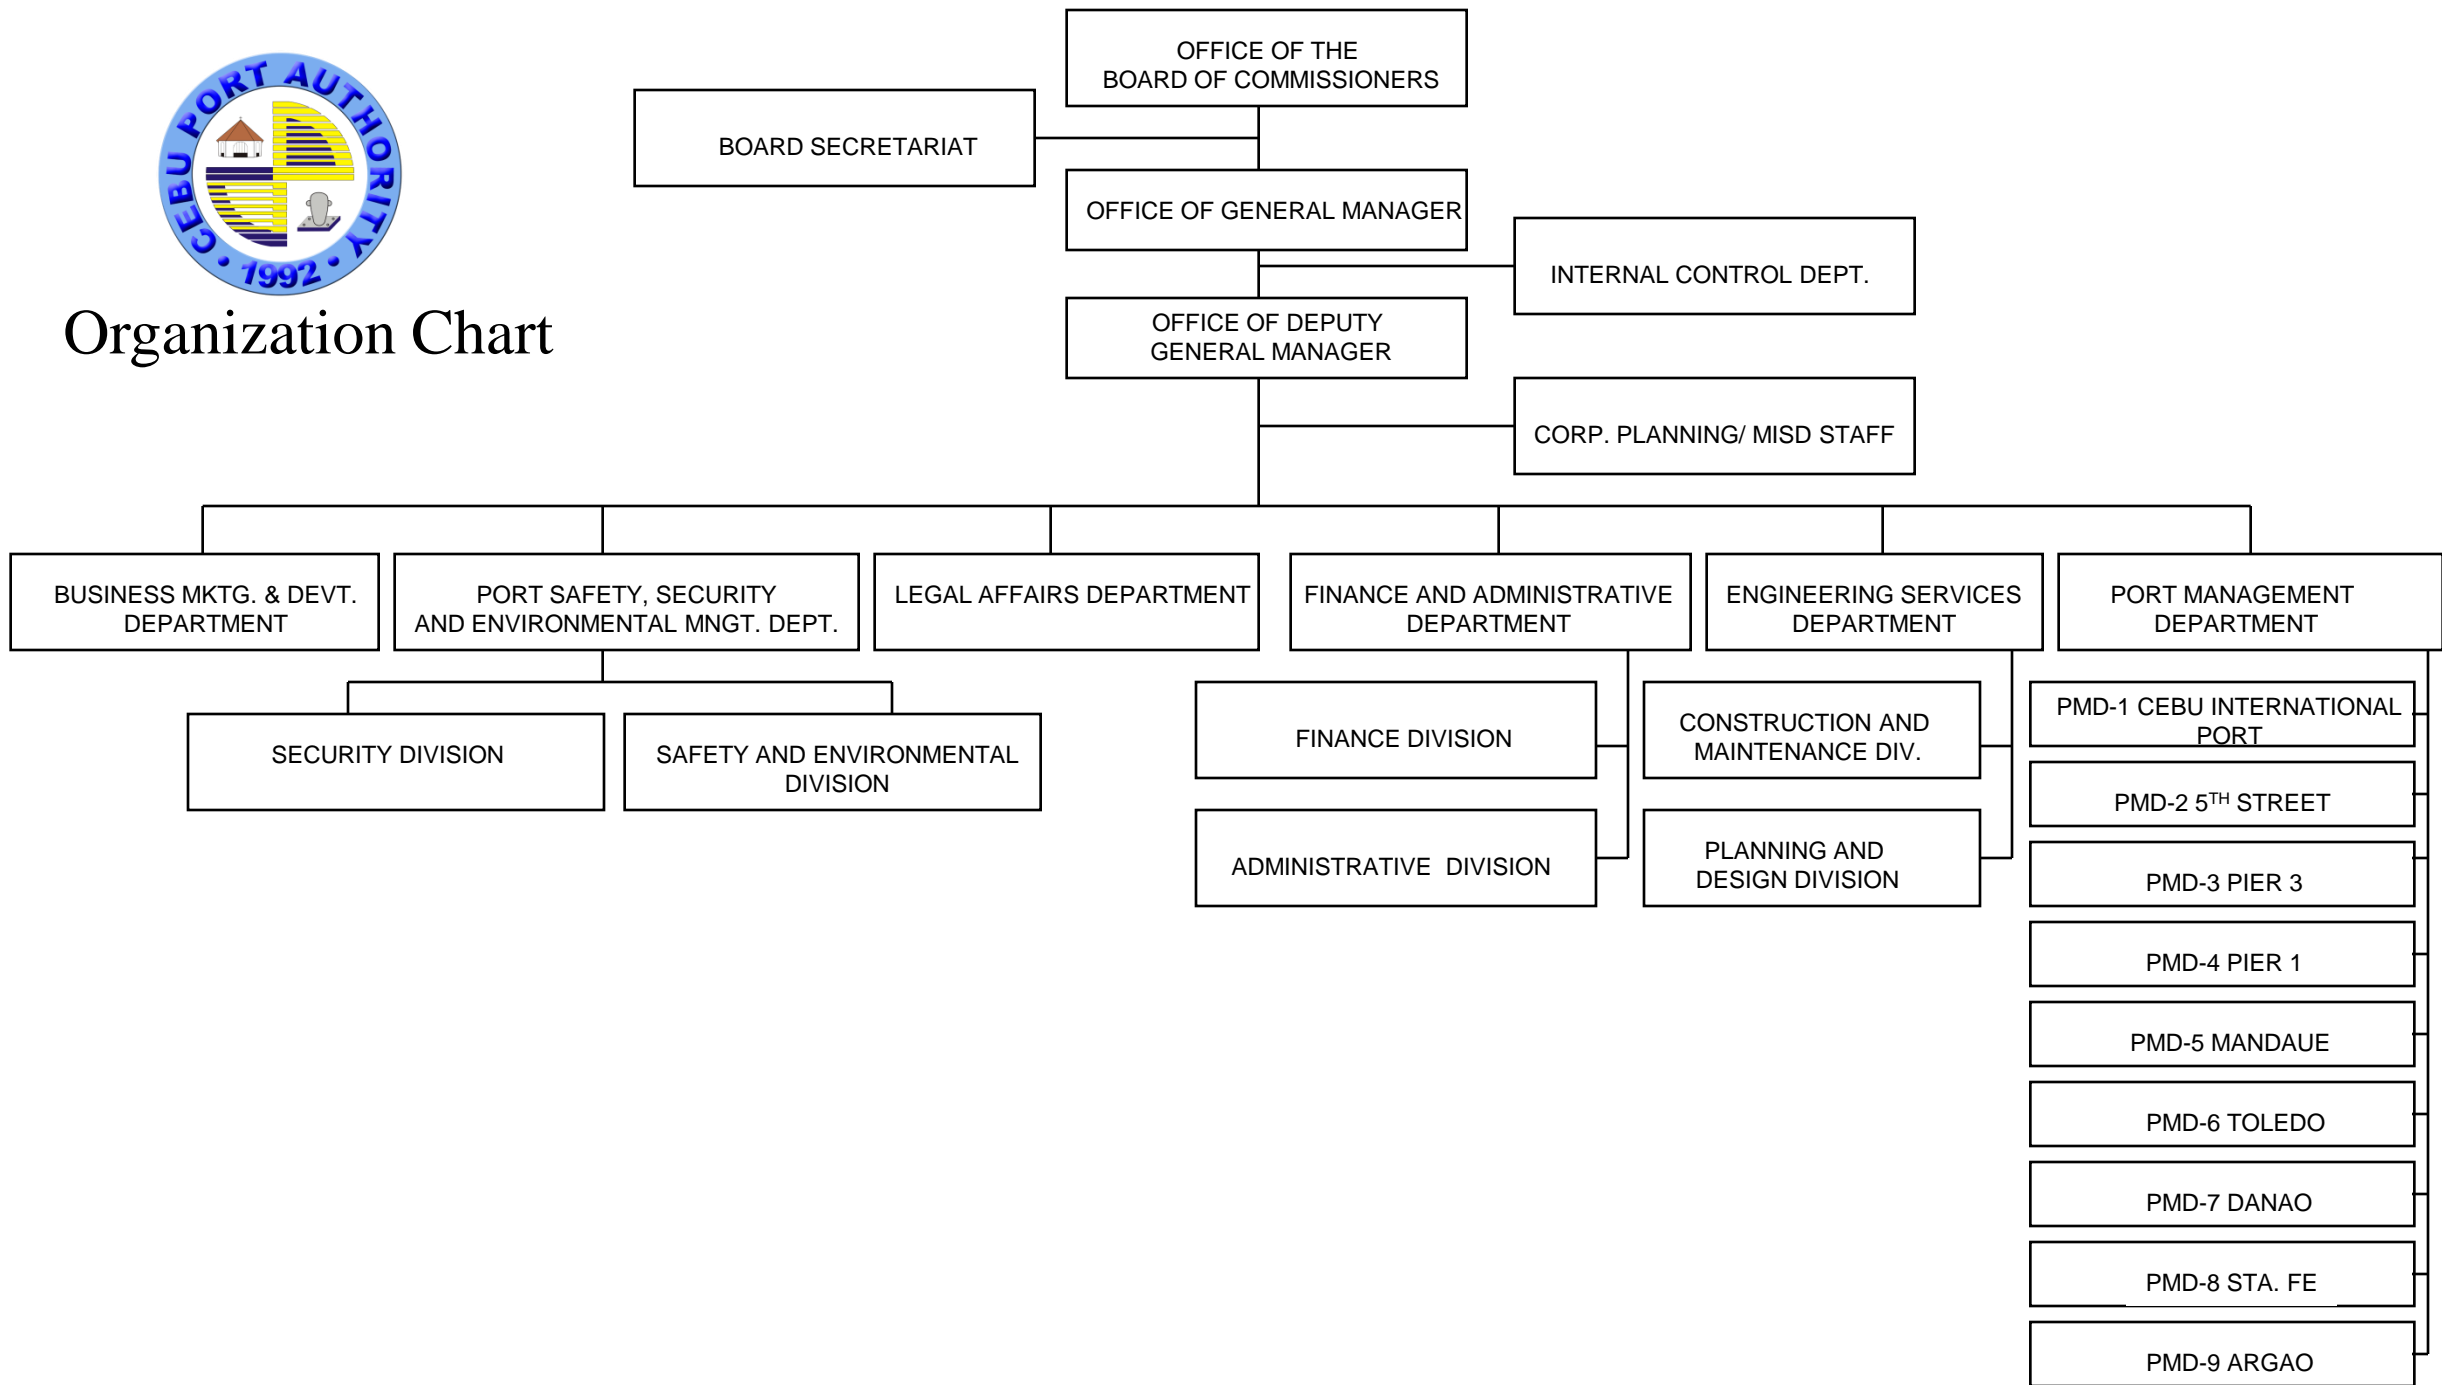 CEBU PORT AUTHORITY
• 1992 •
Organization Chart
OFFICE OF THE
BOARD OF COMMISSIONERS
BOARD SECRETARIAT
OFFICE OF GENERAL MANAGER
INTERNAL CONTROL DEPT.
OFFICE OF DEPUTY
GENERAL MANAGER
CORP. PLANNING/ MISD STAFF
BUSINESS MKTG. & DEVT.
DEPARTMENT
PORT SAFETY, SECURITY
AND ENVIRONMENTAL MNGT. DEPT.
LEGAL AFFAIRS DEPARTMENT
FINANCE AND ADMINISTRATIVE
DEPARTMENT
ENGINEERING SERVICES
DEPARTMENT
PORT MANAGEMENT
DEPARTMENT
SECURITY DIVISION
SAFETY AND ENVIRONMENTAL
DIVISION
FINANCE DIVISION
ADMINISTRATIVE  DIVISION
CONSTRUCTION AND
MAINTENANCE DIV.
PLANNING AND
DESIGN DIVISION
PMD-1 CEBU INTERNATIONAL
PORT
PMD-2 5TH STREET
PMD-3 PIER 3
PMD-4 PIER 1
PMD-5 MANDAUE
PMD-6 TOLEDO
PMD-7 DANAO
PMD-8 STA. FE
PMD-9 ARGAO